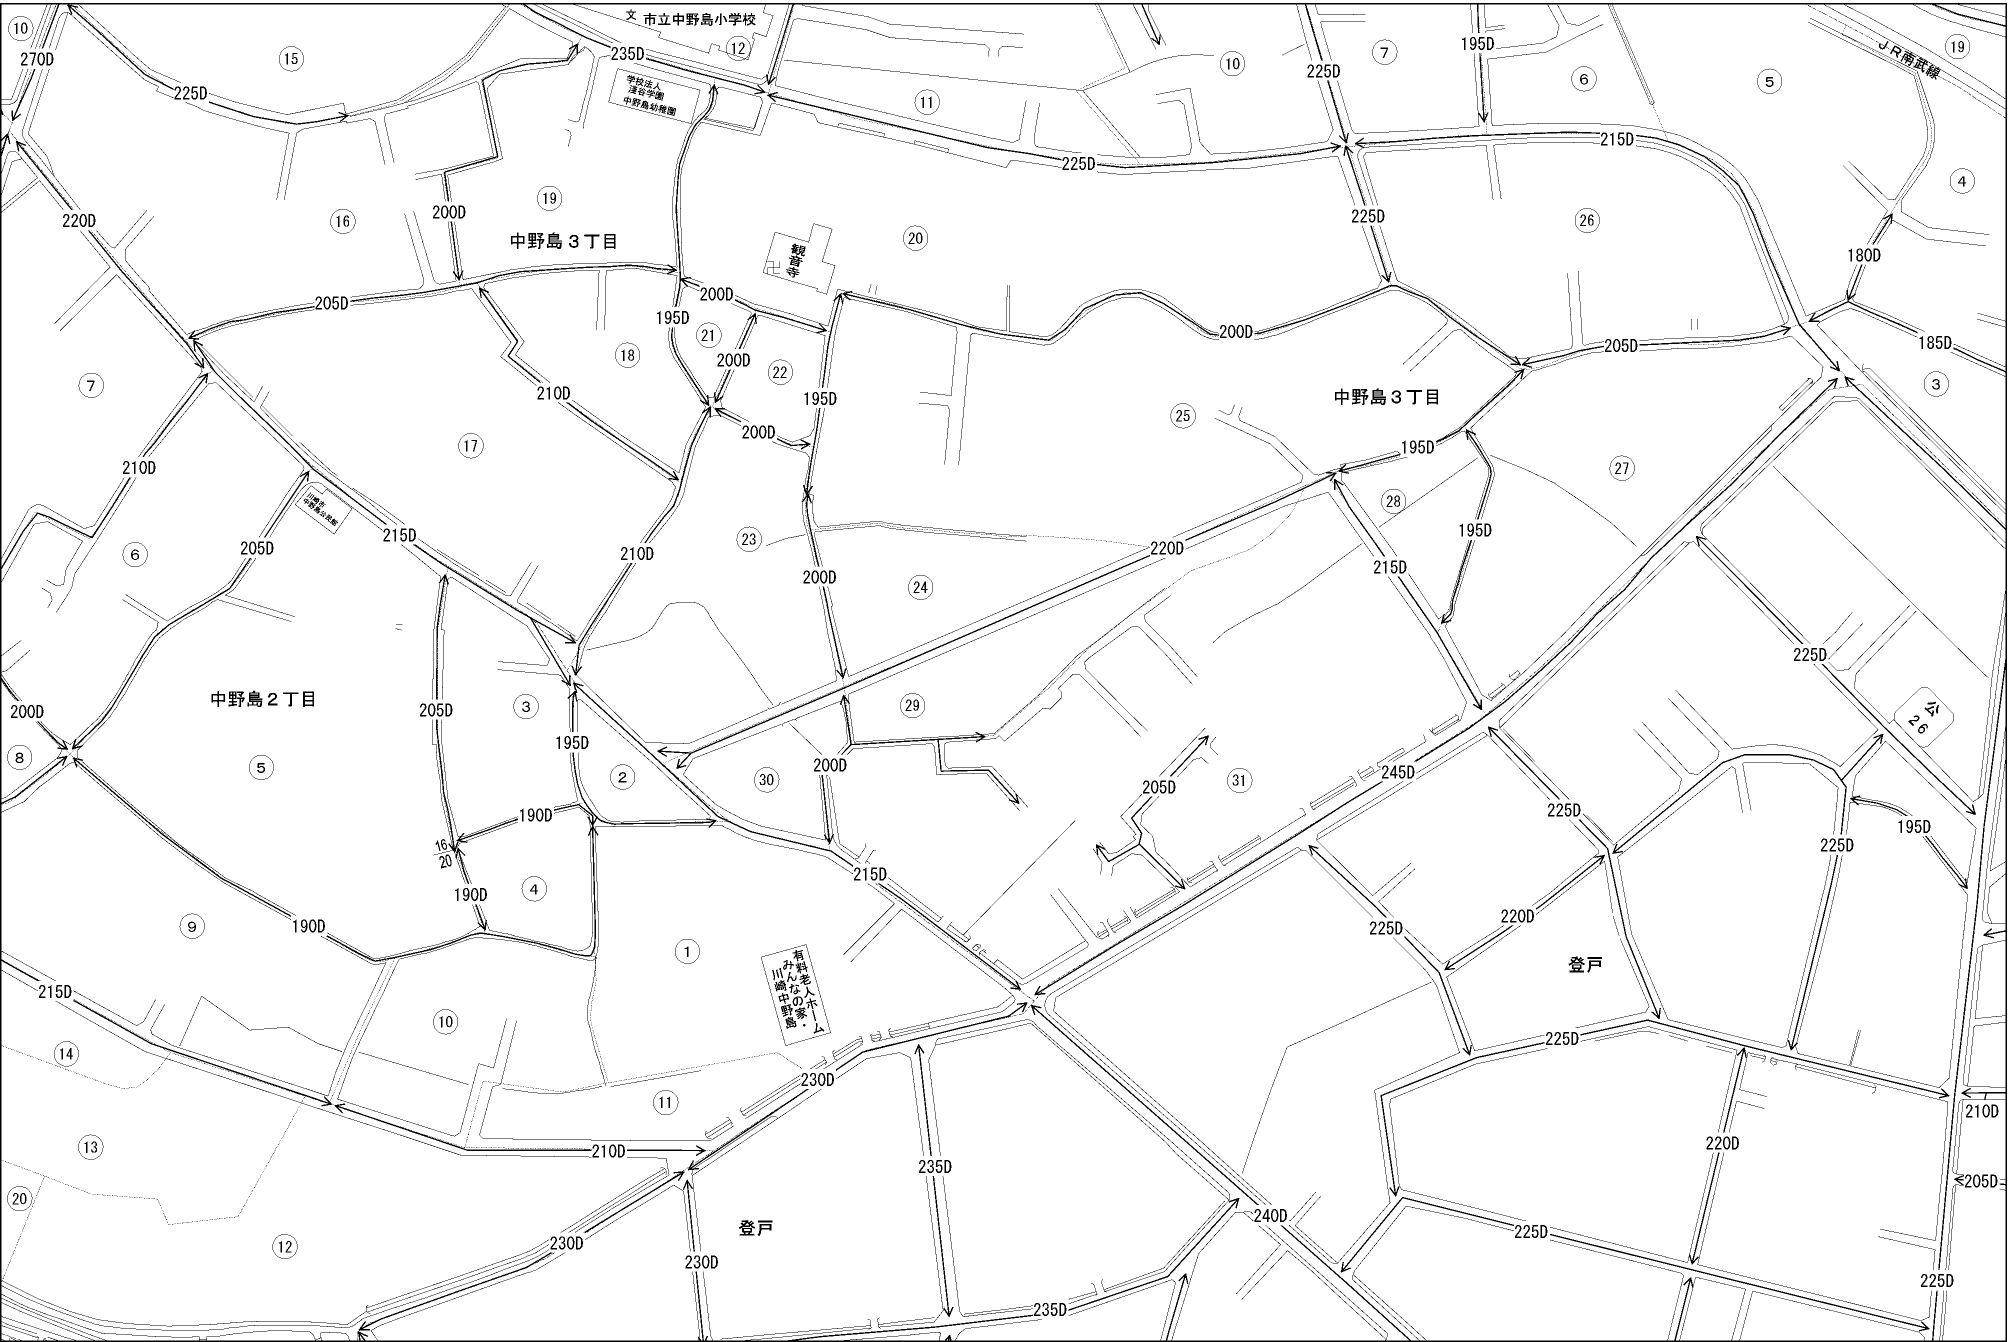 文 市立中野島小学校
⑩
⑫
195D
⑲
JR南武線
270D
⑮
235D
⑦
⑩
225D
⑥
⑤
225D
学校法人
渡谷学園
中野島幼稚園
⑪
215D
225D
④
220D
⑯
200D
⑲
中野島3丁目
225D
⑳
㉖
観音寺
180D
205D
200D
195D
㉑
200D
205D
185D
⑱
200D
㉒
⑦
③
210D
195D
中野島3丁目
㉕
200D
⑰
195D
210D
㉗
川崎市
中野島公民館
㉘
195D
215D
㉓
205D
⑥
210D
220D
215D
200D
㉔
225D
中野島2丁目
③
㉙
公
26
200D
205D
195D
⑧
⑤
②
㉚
200D
245D
㉛
205D
225D
190D
195D
16
20
225D
190D
④
215D
220D
190D
⑨
225D
①
有料老人ホーム
みんなの家・
川崎中野島
登戸
215D
⑩
225D
⑭
230D
⑪
210D
⑬
210D
220D
235D
205D
⑳
240D
登戸
225D
⑫
230D
230D
225D
235D